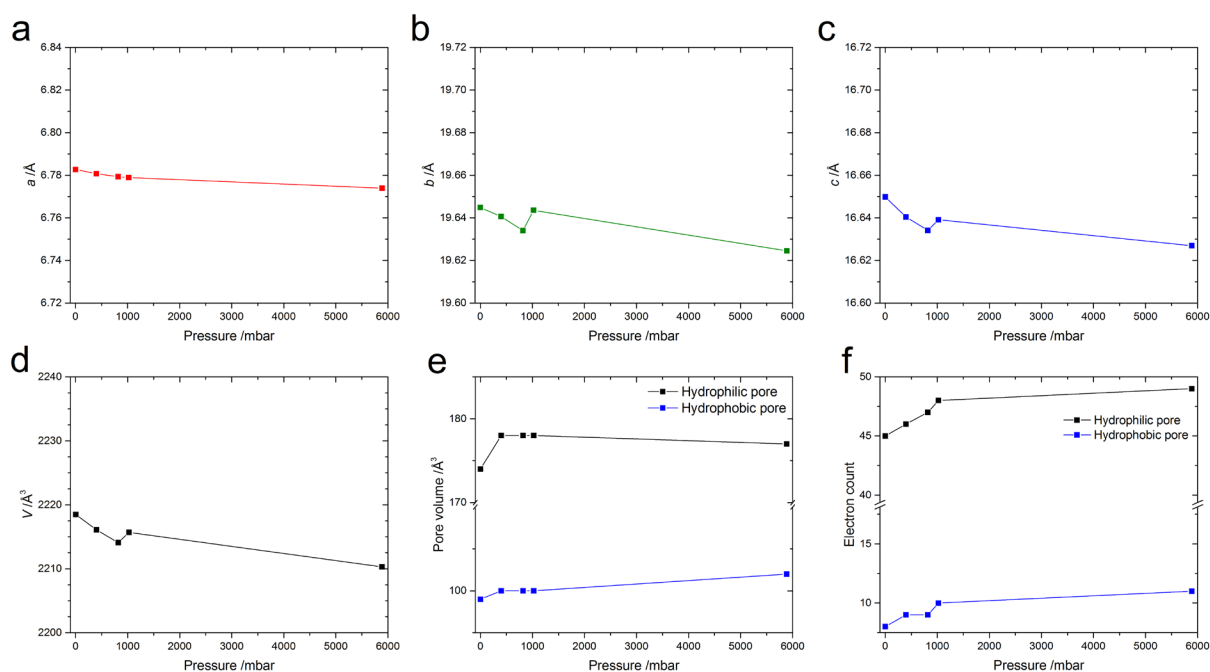 a
6.84
6.82
6.80
6.78
6.76
6.74
6.72
a /Å
0 1000 2000 3000 4000 5000 6000
Pressure /mbar
b
19.72
19.70
19.68
19.66
19.64
19.62
19.60
b /Å
0 1000 2000 3000 4000 5000 6000
Pressure /mbar
c
16.72
16.70
16.68
16.66
16.64
16.62
16.60
c /Å
0 1000 2000 3000 4000 5000 6000
Pressure /mbar
d
2240
2230
2220
2210
2200
V /Å³
0 1000 2000 3000 4000 5000 6000
Pressure /mbar
e
Hydrophilic pore
Hydrophobic pore
180
170
100
Pore volume /Å³
0 1000 2000 3000 4000 5000 6000
Pressure /mbar
f
50
Hydrophilic pore
Hydrophobic pore
45
40
15
10
Electron count
0 1000 2000 3000 4000 5000 6000
Pressure /mbar